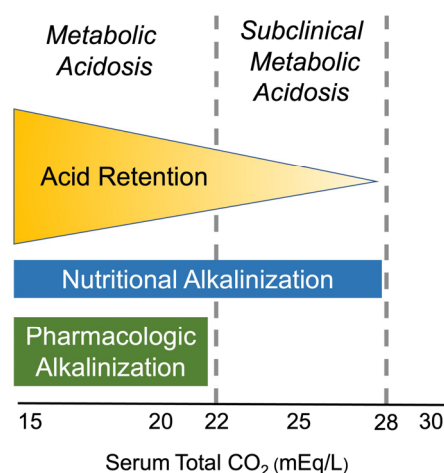 Metabolic
Acidosis
Subclinical
Metabolic
Acidosis
Acid Retention
Nutritional Alkalinization
Pharmacologic
Alkalinization
15 20 22 25 28 30
Serum Total CO₂ (mEq/L)